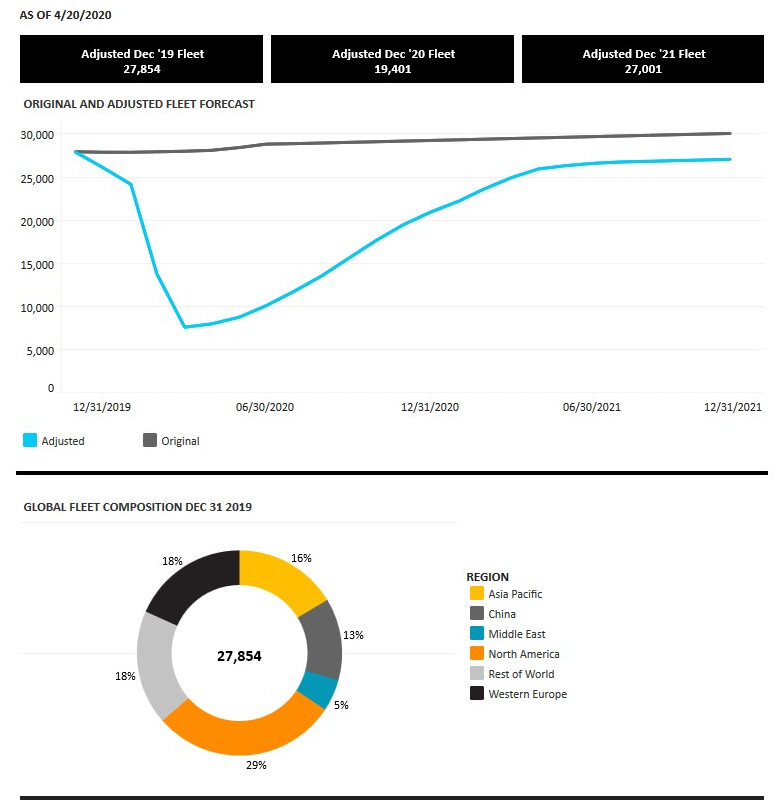 AS OF 4/20/2020
Adjusted Dec '19 Fleet
27,854
Adjusted Dec '20 Fleet
19,401
Adjusted Dec '21 Fleet
27,001
ORIGINAL AND ADJUSTED FLEET FORECAST
30,000
25,000
20,000
15,000
10,000
5,000
0
12/31/2019 06/30/2020 12/31/2020 06/30/2021 12/31/2021
Adjusted Original
GLOBAL FLEET COMPOSITION DEC 31 2019
18% 16%
13%
27,854
18%
5%
29%
REGION
Asia Pacific
China
Middle East
North America
Rest of World
Western Europe